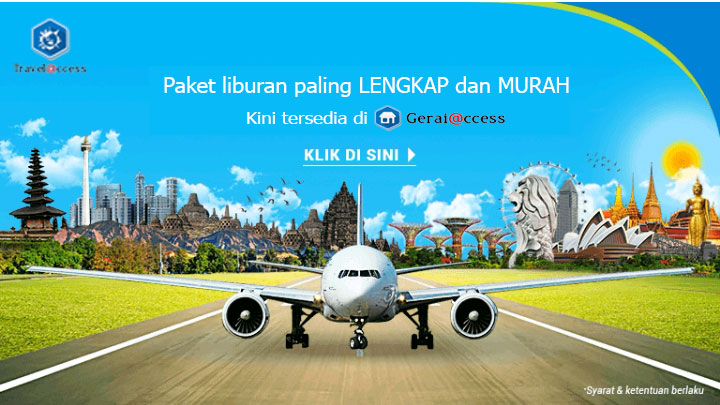 Travel@ccess
Paket liburan paling LENGKAP dan MURAH
Kini tersedia di Gerai@ccess
KLIK DI SINI
*Syarat & ketentuan berlaku